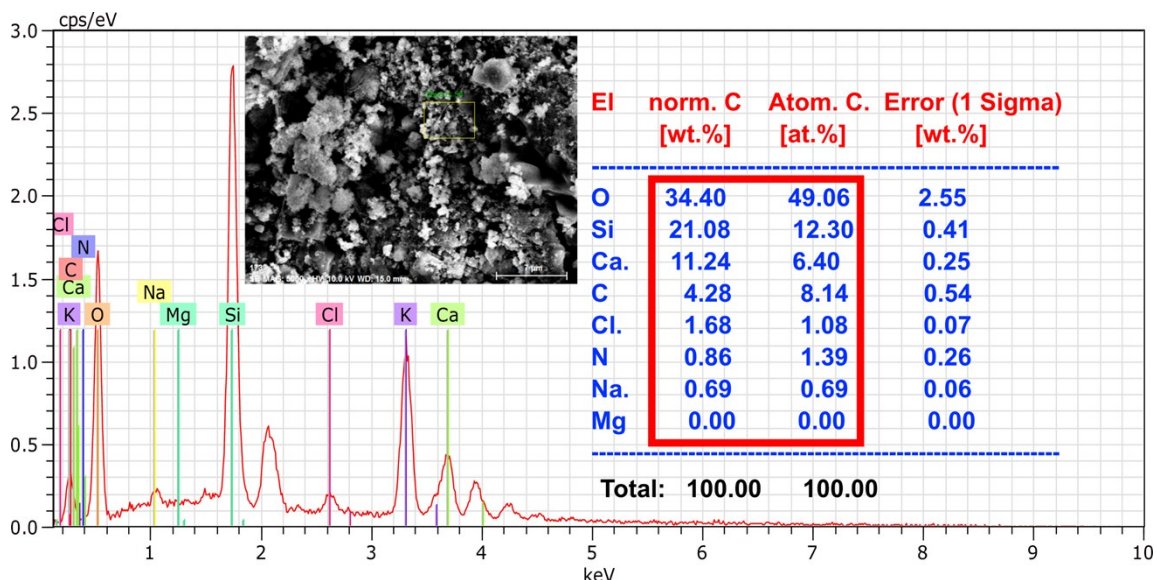 cps/eV
3.0
2.5
2.0
1.5
1.0
0.5
0.0
1 2 3 4 5 6 7 8 9 10
keV
Cl
N
C
Ca
K O Na Mg Si Cl K Ca
El norm. C Atom. C. Error (1 Sigma)
[wt.%] [at.%] [wt.%]
O 34.40 49.06 2.55
Si 21.08 12.30 0.41
Ca. 11.24 6.40 0.25
C 4.28 8.14 0.54
Cl. 1.68 1.08 0.07
N 0.86 1.39 0.26
Na. 0.69 0.69 0.06
Mg 0.00 0.00 0.00
Total: 100.00 100.00